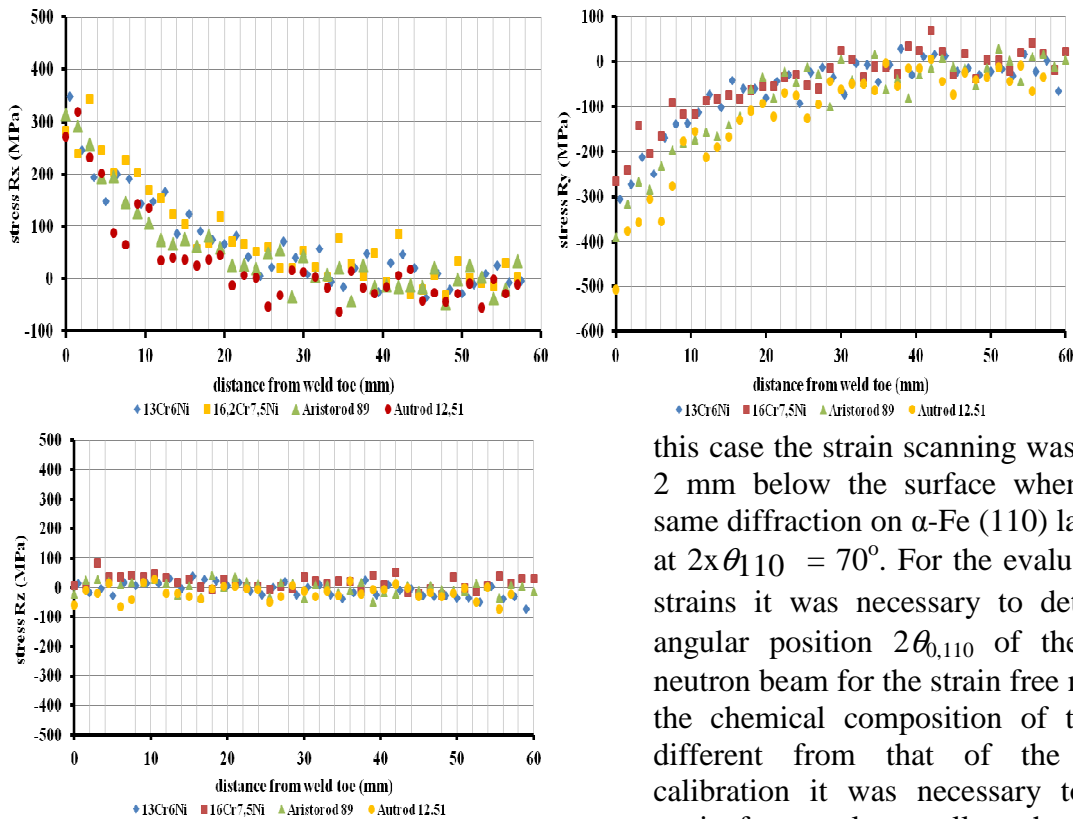 500
400
300
200
100
0
-100
stress Rx (MPa)
0 10 20 30 40 50 60
distance from weld toe (mm)
13Cr6Ni 16,2Cr7,5Ni Aristorod 89 Autrod 12,51
100
0
-100
-200
-300
-400
-500
-600
stress Ry (MPa)
0 10 20 30 40 50 60
distance from weld toe (mm)
13Cr6Ni 16Cr7,5Ni Aristorod 89 Autrod 12.51
500
400
300
200
100
0
-100
-200
-300
-400
-500
stress Rz (MPa)
0 10 20 30 40 50 60
distance from weld toe (mm)
13Cr6Ni 16Cr7,5Ni Aristorod 89 Autrod 12.51
this case the strain scanning was
2 mm below the surface when
same diffraction on α-Fe (110) la
at 2xθ110 = 70o. For the evalu
strains it was necessary to det
angular position 2θ0,110 of the
neutron beam for the strain free r
the chemical composition of t
different from that of the
calibration it was necessary to